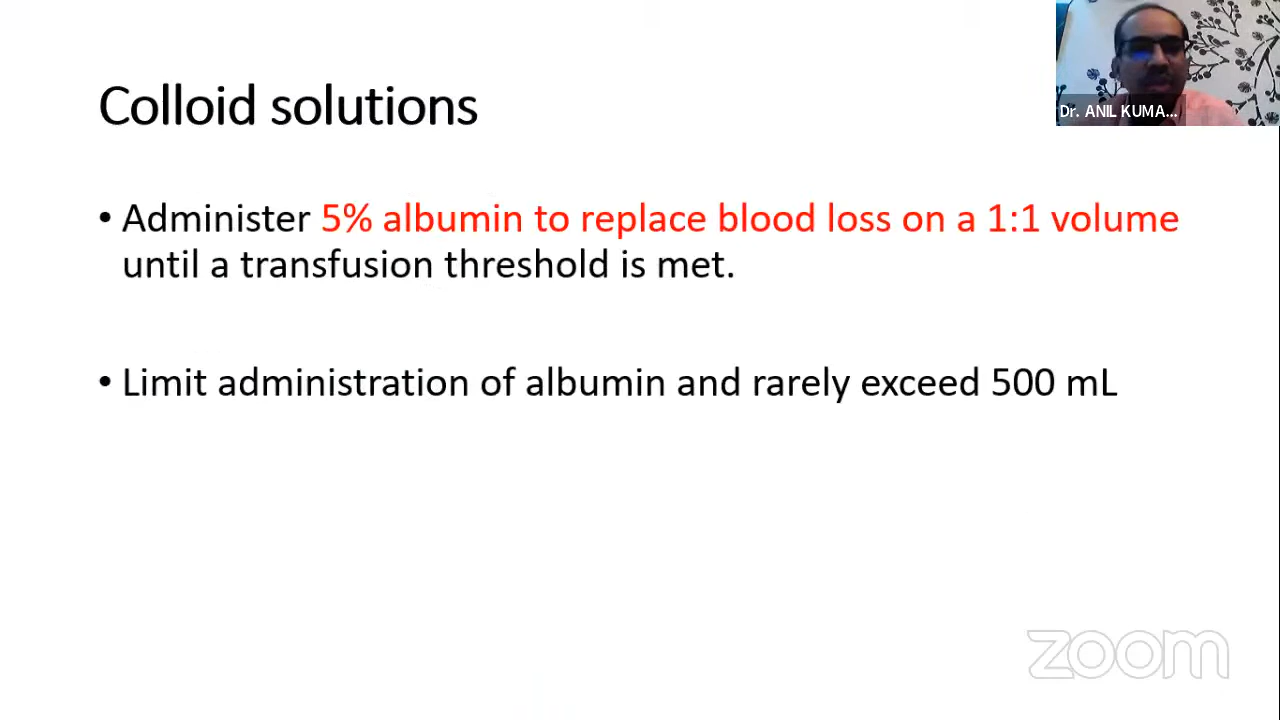 Colloid solutions
Dr. ANIL KUMA...
• Administer 5% albumin to replace blood loss on a 1:1 volume
until a transfusion threshold is met.
• Limit administration of albumin and rarely exceed 500 mL
zoom